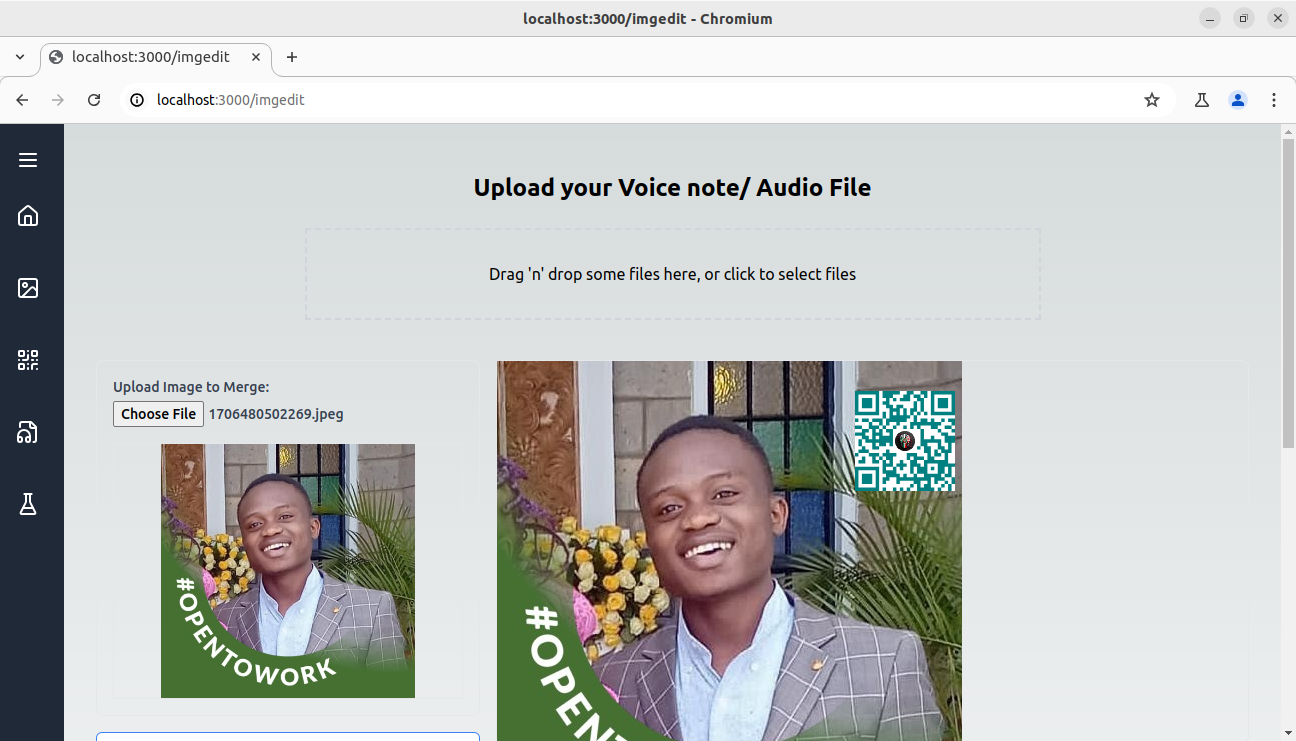 localhost:3000/imgedit - Chromium
localhost:3000/imgedit
localhost:3000/imgedit
Upload your Voice note/ Audio File
Drag 'n' drop some files here, or click to select files
Upload Image to Merge:
Choose File 1706480502269.jpeg
#OPENTOWORK
#OPENT